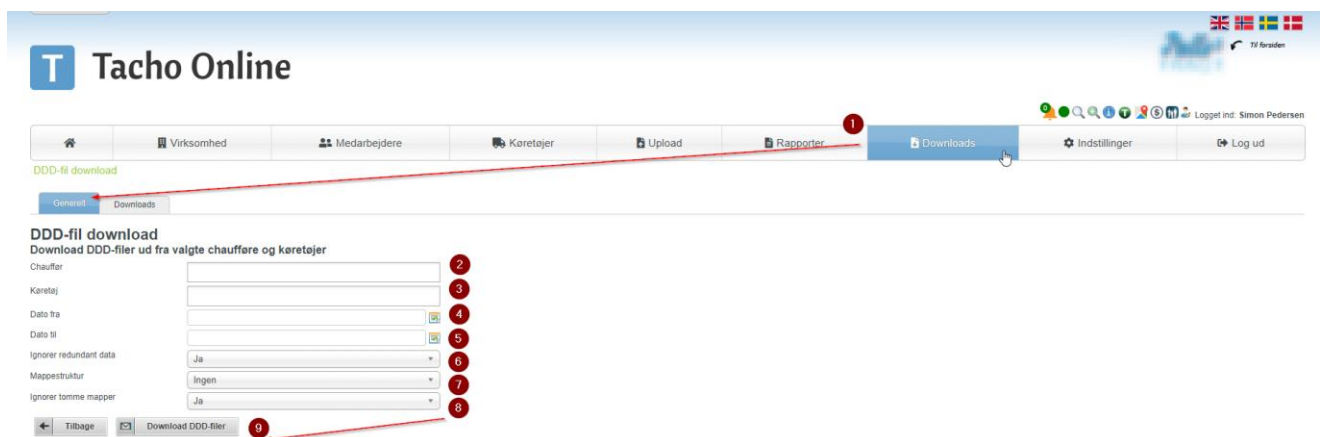 Til forsiden
T Tacho Online
0 T $ Logget ind: Simon Pedersen
1
Virksomhed Medarbejdere Køretøjer Upload Rapporter Downloads Indstillinger Log ud
DDD-fil download
Generell Downloads
DDD-fil download
Download DDD-filer ud fra valgte chauffører og køretøjer
Chauffør 2
Køretøj 3
Dato fra 4
Dato til 5
Ignorer redundant data Ja 6
Mappestruktur Ingen 7
Ignorer tomme mapper Ja 8
Tilbage Download DDD-filer 9